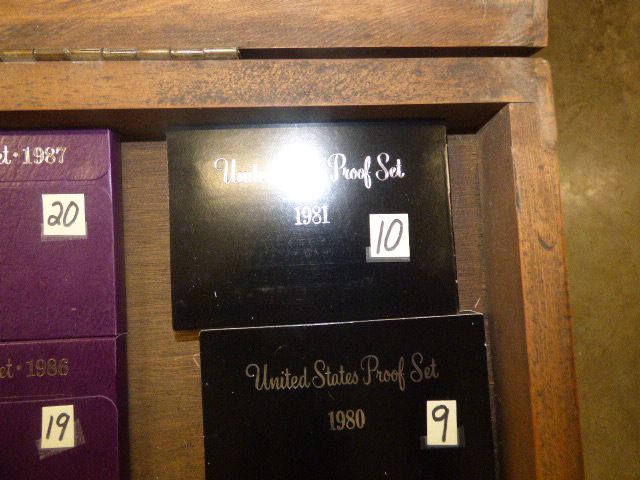 et · 1987
20
United States Proof Set
1981
10
et · 1986
19
United States Proof Set
1980
9